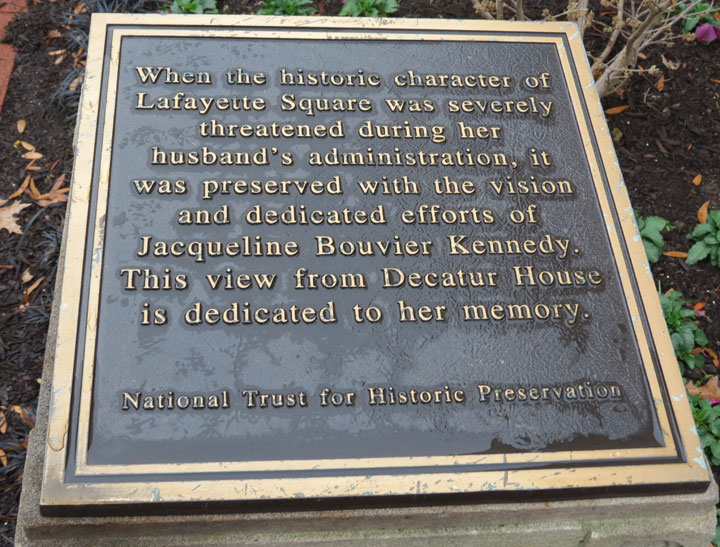 When the historic character of
Lafayette Square was severely
threatened during her
husband's administration, it
was preserved with the vision
and dedicated efforts of
Jacqueline Bouvier Kennedy.
This view from Decatur House
is dedicated to her memory.
National Trust for Historic Preservation